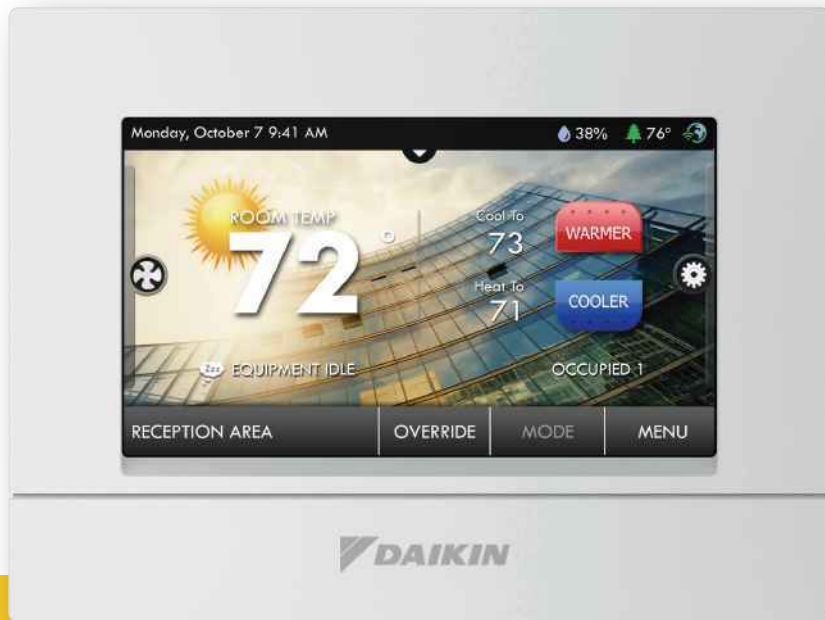 Monday, October 7 9:41 AM
38%
76°
ROOM TEMP
72°
Cool To
73
WARMER
Heat To
71
COOLER
Zzz
EQUIPMENT IDLE
OCCUPIED 1
RECEPTION AREA
OVERRIDE
MODE
MENU
DAIKIN